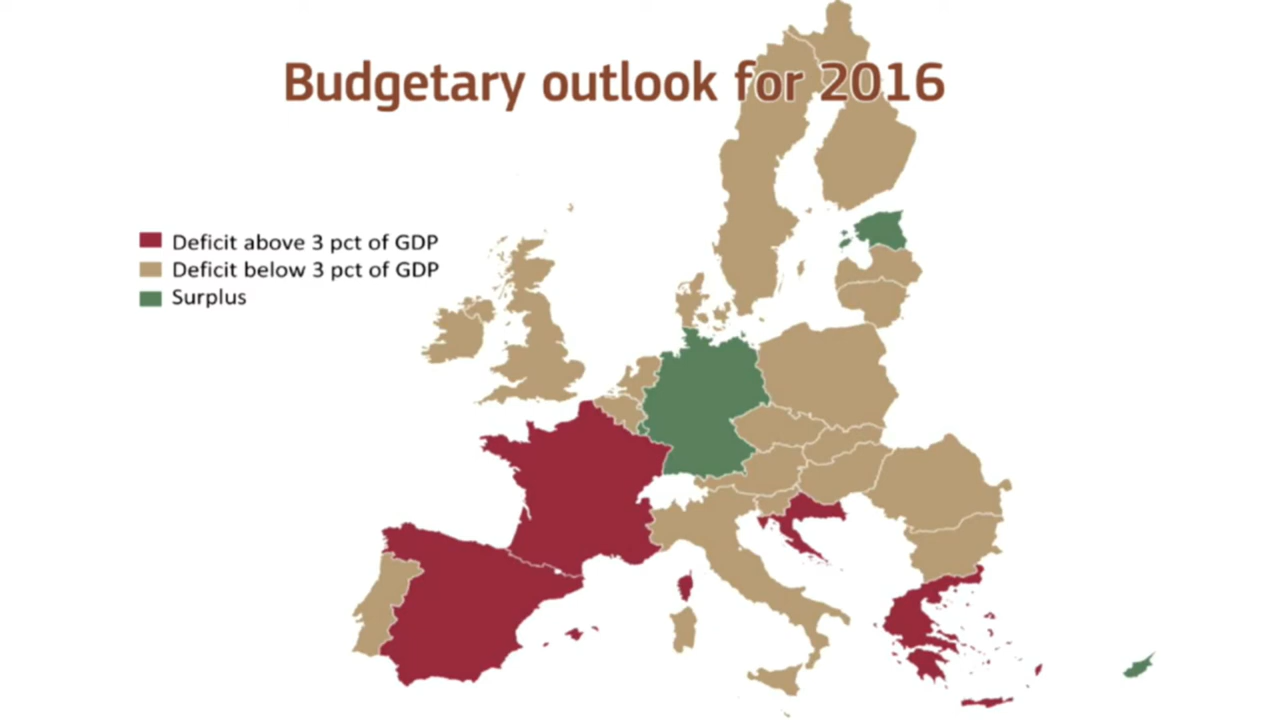 Budgetary outlook for 2016
Deficit above 3 pct of GDP
Deficit below 3 pct of GDP
Surplus